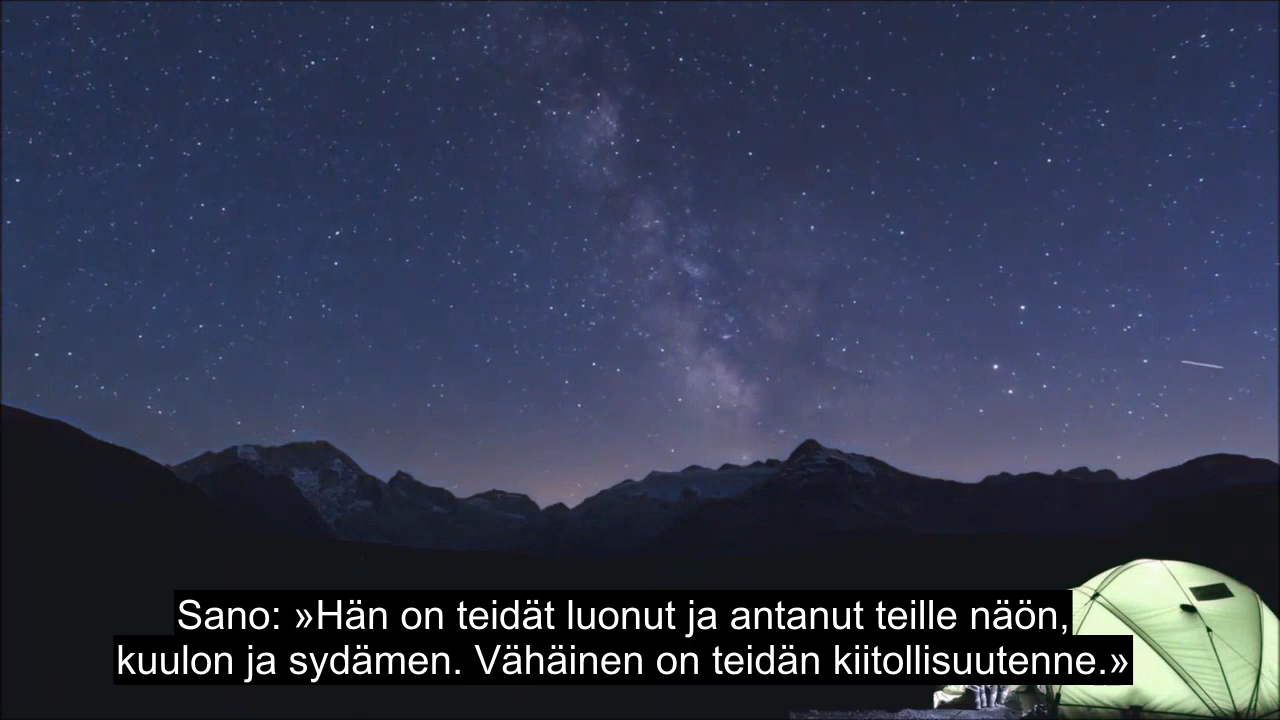 Sano: »Hän on teidät luonut ja antanut teille näön,
kuulon ja sydämen. Vähäinen on teidän kiitollisuutenne.»